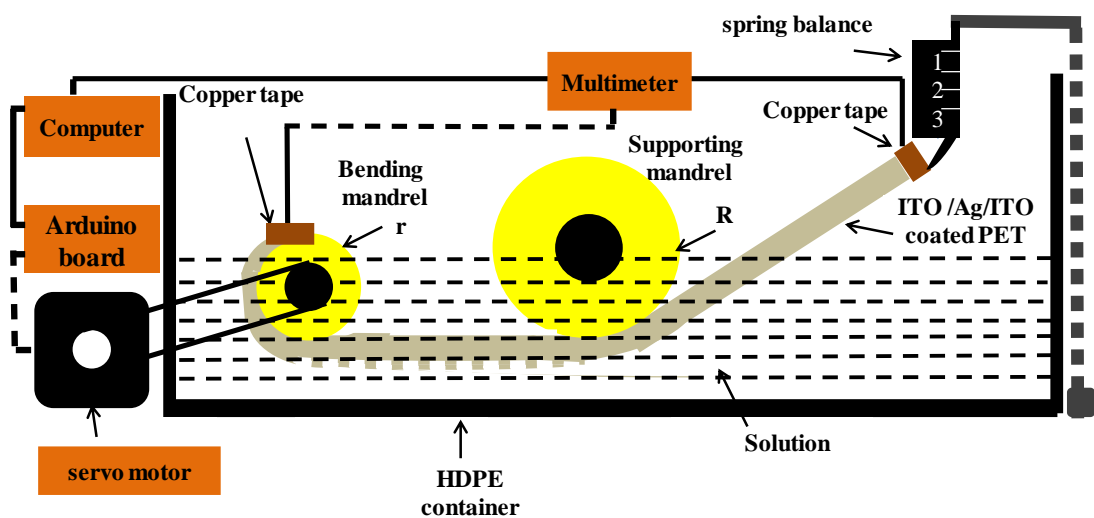 spring balance
1
2
3
Multimeter
Copper tape
Copper tape
Computer
Bending
mandrel
r
Supporting
mandrel
R
ITO /Ag/ITO
coated PET
Arduino
board
Solution
servo motor
HDPE
container